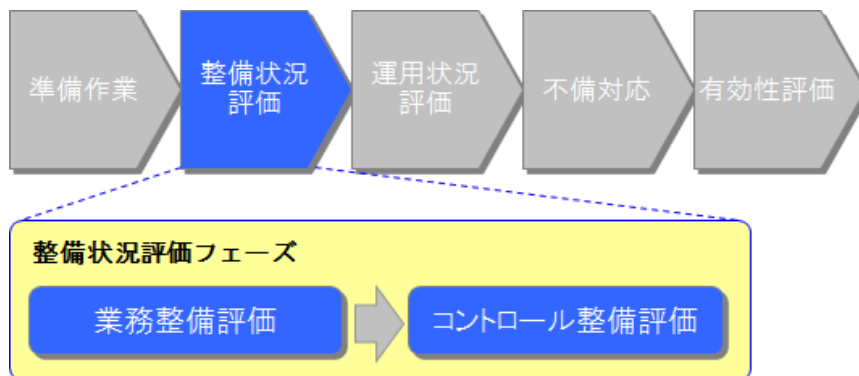 準備作業
整備状況
評価
運用状況
評価
不備対応
有効性評価
整備状況評価フェーズ
業務整備評価
コントロール整備評価